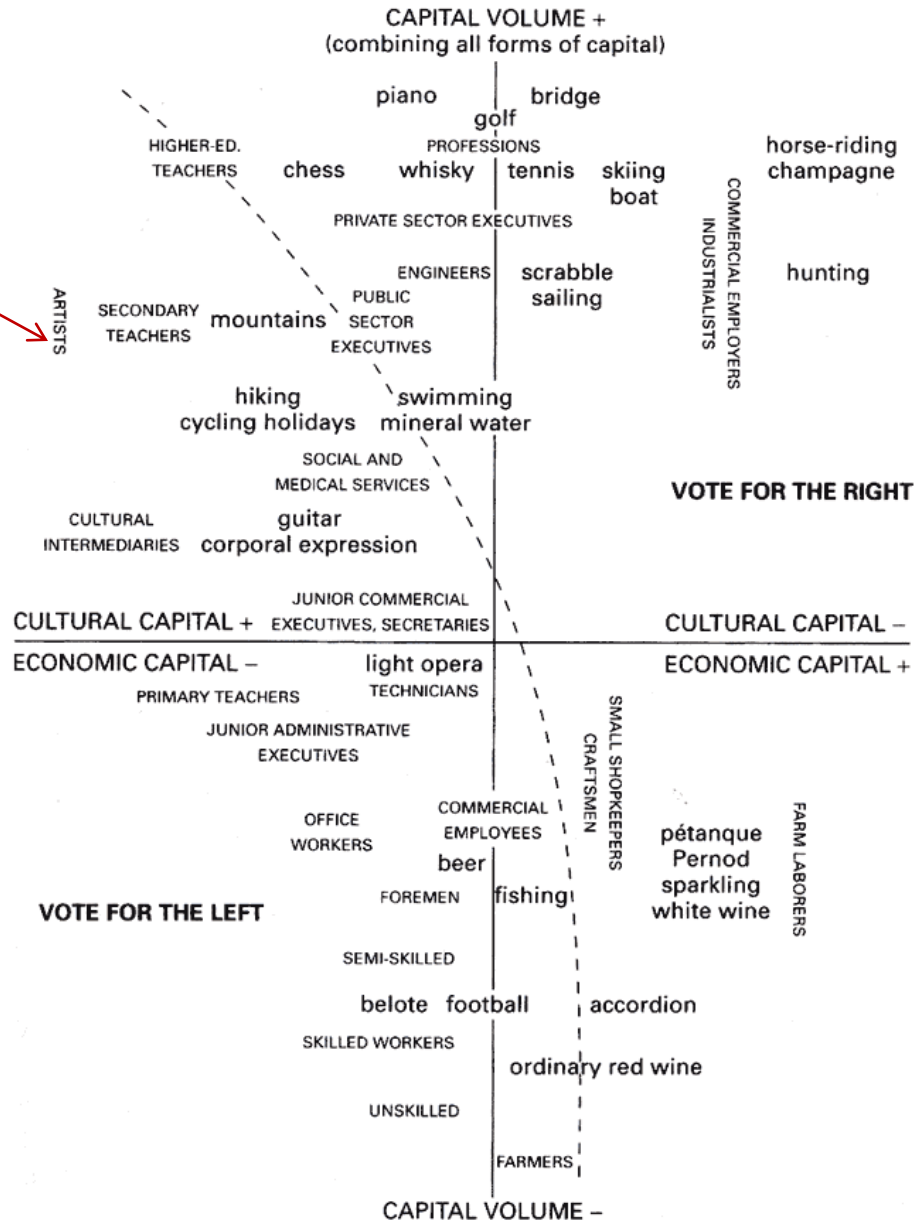 CAPITAL VOLUME +
(combining all forms of capital)
piano
bridge
golf
HIGHER-ED.
TEACHERS
chess
PROFESSIONS
whisky
tennis
skiing
boat
horse-riding
champagne
PRIVATE SECTOR EXECUTIVES
COMMERCIAL EMPLOYERS
INDUSTRIALISTS
ENGINEERS
scrabble
sailing
hunting
ARTISTS
SECONDARY
TEACHERS
mountains
PUBLIC
SECTOR
EXECUTIVES
hiking
cycling holidays
swimming
mineral water
SOCIAL AND
MEDICAL SERVICES
VOTE FOR THE RIGHT
CULTURAL
INTERMEDIARIES
guitar
corporal expression
JUNIOR COMMERCIAL
EXECUTIVES, SECRETARIES
CULTURAL CAPITAL +
CULTURAL CAPITAL –
ECONOMIC CAPITAL –
ECONOMIC CAPITAL +
light opera
TECHNICIANS
PRIMARY TEACHERS
JUNIOR ADMINISTRATIVE
EXECUTIVES
SMALL SHOPKEEPERS
CRAFTSMEN
OFFICE
WORKERS
COMMERCIAL
EMPLOYEES
beer
pétanque
Pernod
sparkling
white wine
FARM LABORERS
FOREMEN
fishing
VOTE FOR THE LEFT
SEMI-SKILLED
belote
football
accordion
SKILLED WORKERS
ordinary red wine
UNSKILLED
FARMERS
CAPITAL VOLUME –